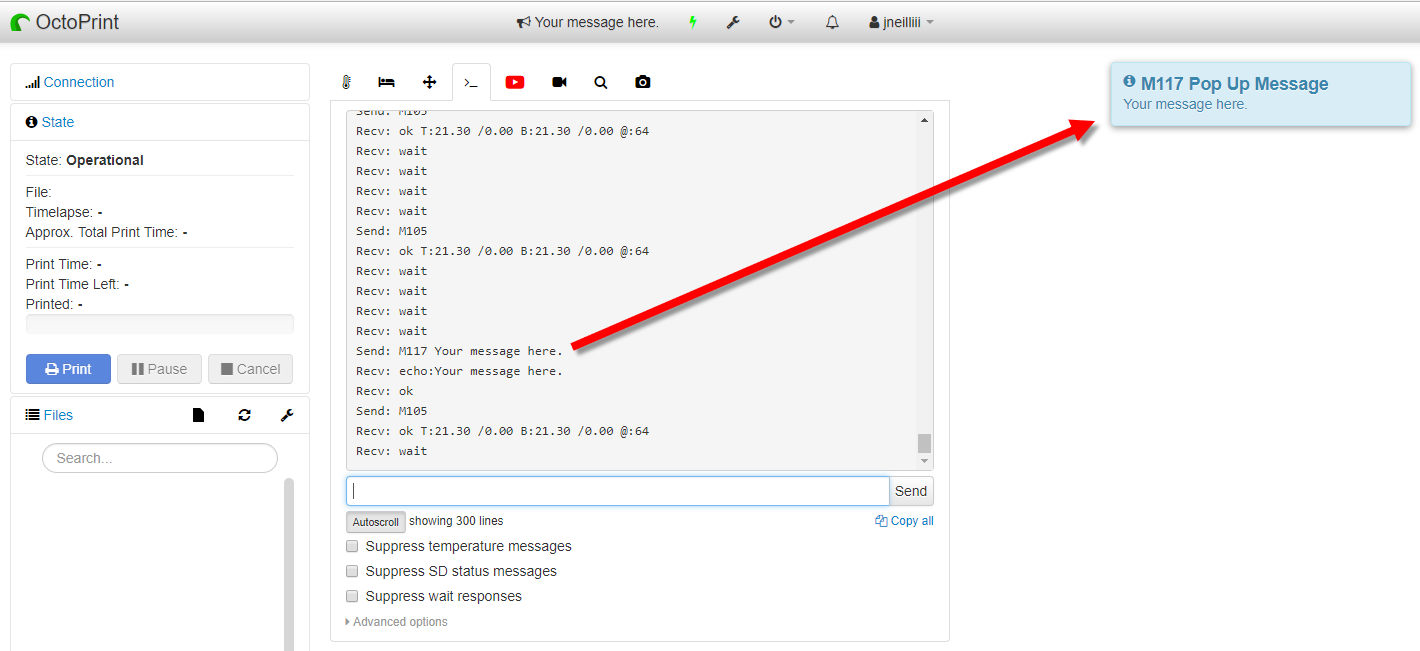 OctoPrint
Your message here.
jneilliii
Connection
State
State: Operational
File:
Timelapse: -
Approx. Total Print Time: -
Print Time: -
Print Time Left: -
Printed: -
Print
Pause
Cancel
Files
Search...
>_
Send: M105
Recv: ok T:21.30 /0.00 B:21.30 /0.00 @:64
Recv: wait
Recv: wait
Recv: wait
Recv: wait
Send: M105
Recv: ok T:21.30 /0.00 B:21.30 /0.00 @:64
Recv: wait
Recv: wait
Recv: wait
Recv: wait
Send: M117 Your message here.
Recv: echo:Your message here.
Recv: ok
Send: M105
Recv: ok T:21.30 /0.00 B:21.30 /0.00 @:64
Recv: wait
Send
Autoscroll showing 300 lines
Copy all
Suppress temperature messages
Suppress SD status messages
Suppress wait responses
Advanced options
M117 Pop Up Message
Your message here.